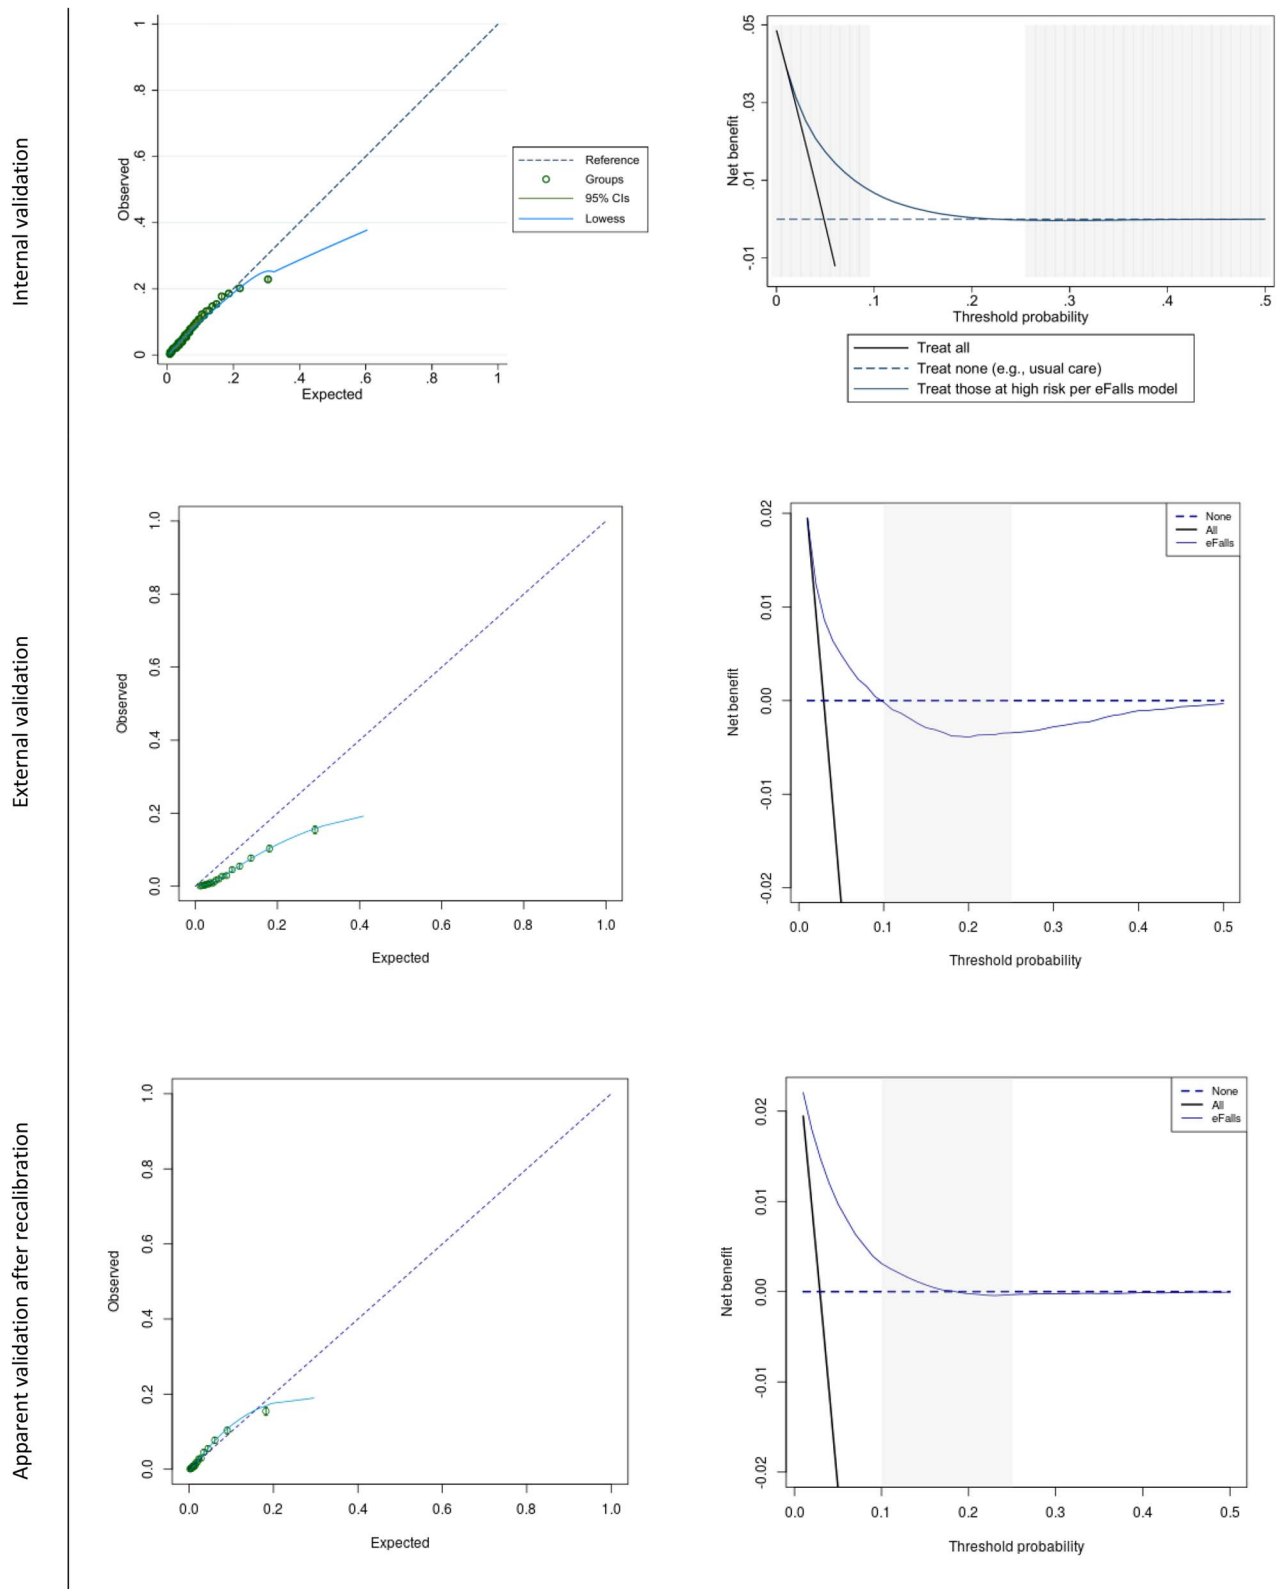 Internal validation
Observed
1
.8
.6
.4
.2
0
0 .2 .4 .6 .8 1
Expected
Reference
Groups
95% CIs
Lowess
Net benefit
.05
.03
.01
-.01
0 .1 .2 .3 .4 .5
Threshold probability
Treat all
Treat none (e.g., usual care)
Treat those at high risk per eFalls model
External validation
Observed
1.0
0.8
0.6
0.4
0.2
0.0
0.0 0.2 0.4 0.6 0.8 1.0
Expected
Net benefit
0.02
0.01
0.00
-0.01
-0.02
0.0 0.1 0.2 0.3 0.4 0.5
Threshold probability
None
All
eFalls
Apparent validation after recalibration
Observed
1.0
0.8
0.6
0.4
0.2
0.0
0.0 0.2 0.4 0.6 0.8 1.0
Expected
Net benefit
0.02
0.01
0.00
-0.01
-0.02
0.0 0.1 0.2 0.3 0.4 0.5
Threshold probability
None
All
eFalls